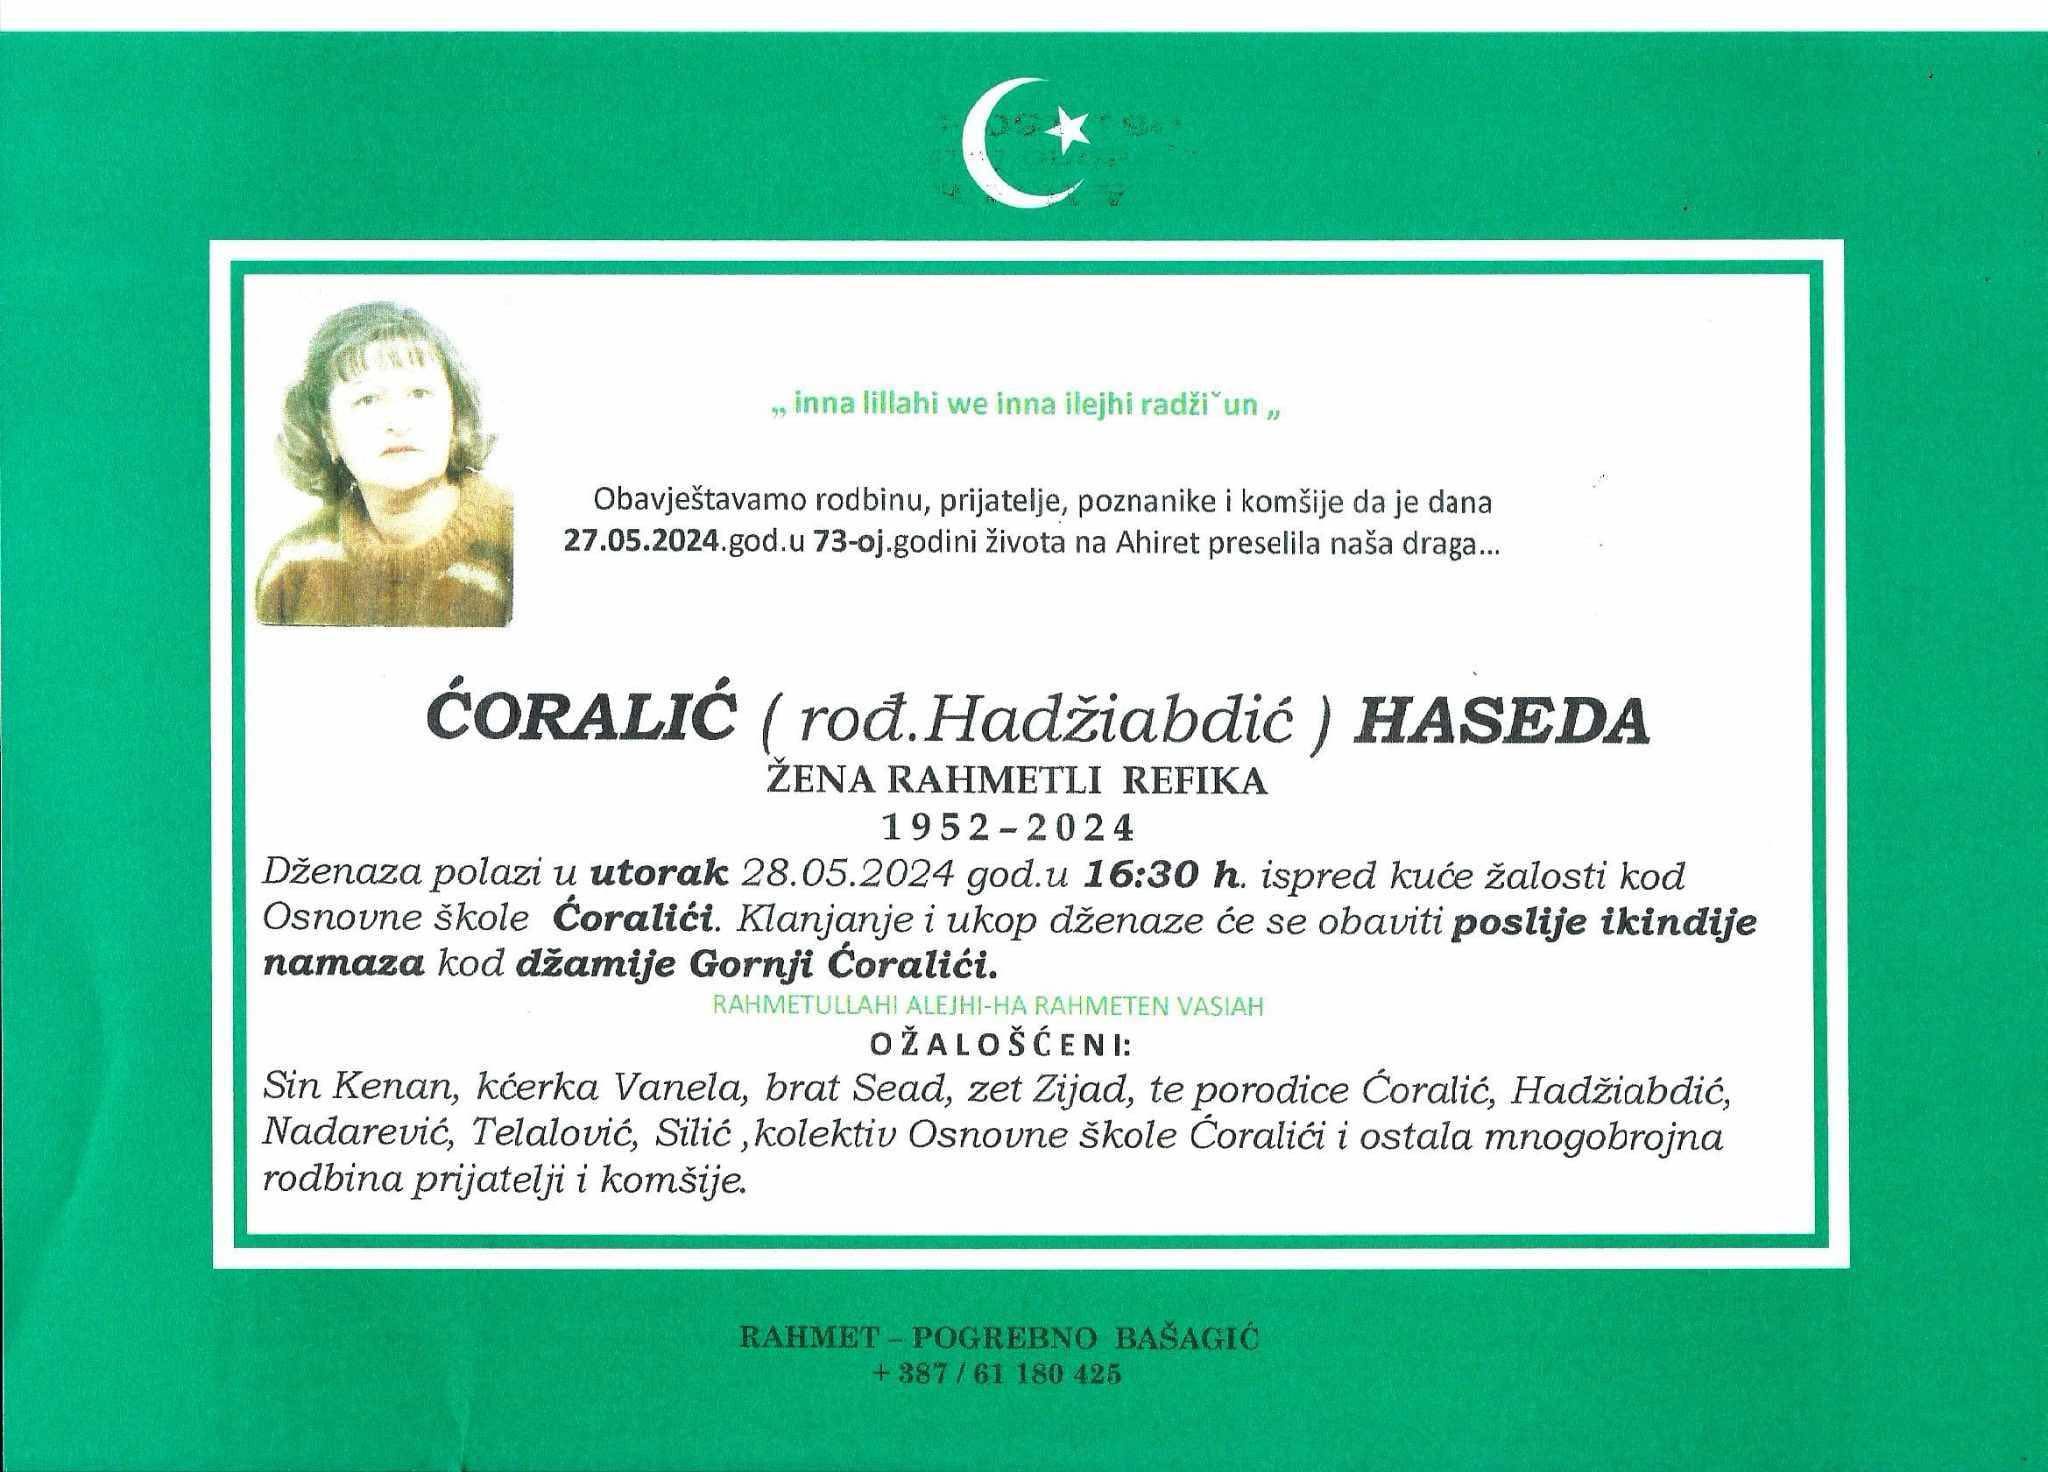 „ inna lillahi we inna ilejhi radžiˇun „
Obavještavamo rodbinu, prijatelje, poznanike i komšije da je dana
27.05.2024.god.u 73-oj.godini života na Ahiret preselila naša draga...
ĆORALIĆ ( rođ.Hadžiabdić ) HASEDA
ŽENA RAHMETLI REFIKA
1952-2024
Dženaza polazi u utorak 28.05.2024 god.u 16:30 h. ispred kuće žalosti kod
Osnovne škole Ćoralići. Klanjanje i ukop dženaze će se obaviti poslije ikindije
namaza kod džamije Gornji Ćoralići.
RAHMETULLAHI ALEJHI-HA RAHMETEN VASIAH
OŽALOŠĆENI:
Sin Kenan, kćerka Vanela, brat Sead, zet Zijad, te porodice Ćoralić, Hadžiabdić,
Nadarević, Telalović, Silić ,kolektiv Osnovne škole Ćoralići i ostala mnogobrojna
rodbina prijatelji i komšije.
RAHMET – POGREBNO BAŠAGIĆ
+ 387 / 61 180 425